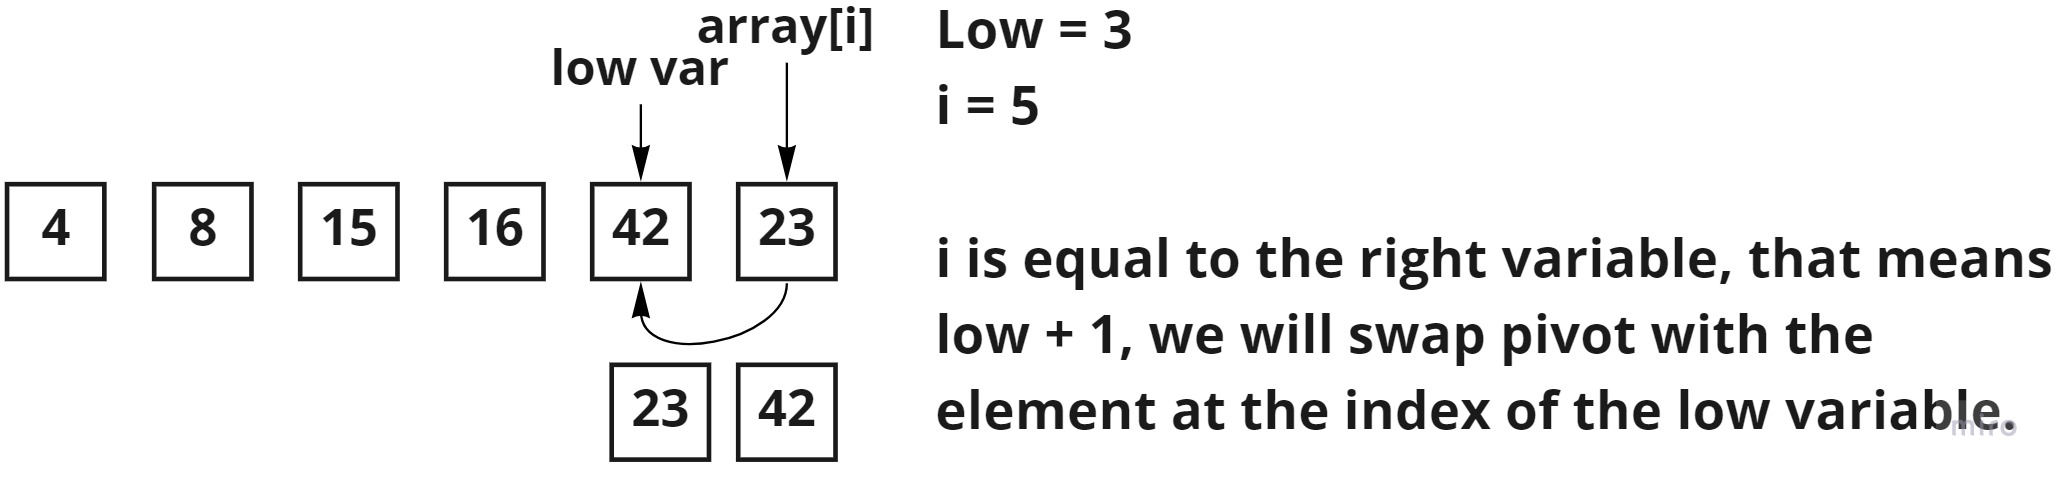 array[i]
low var
4 8 15 16 42 23
23 42
Low = 3
i = 5
i is equal to the right variable, that means
low + 1, we will swap pivot with the
element at the index of the low variable.
miro